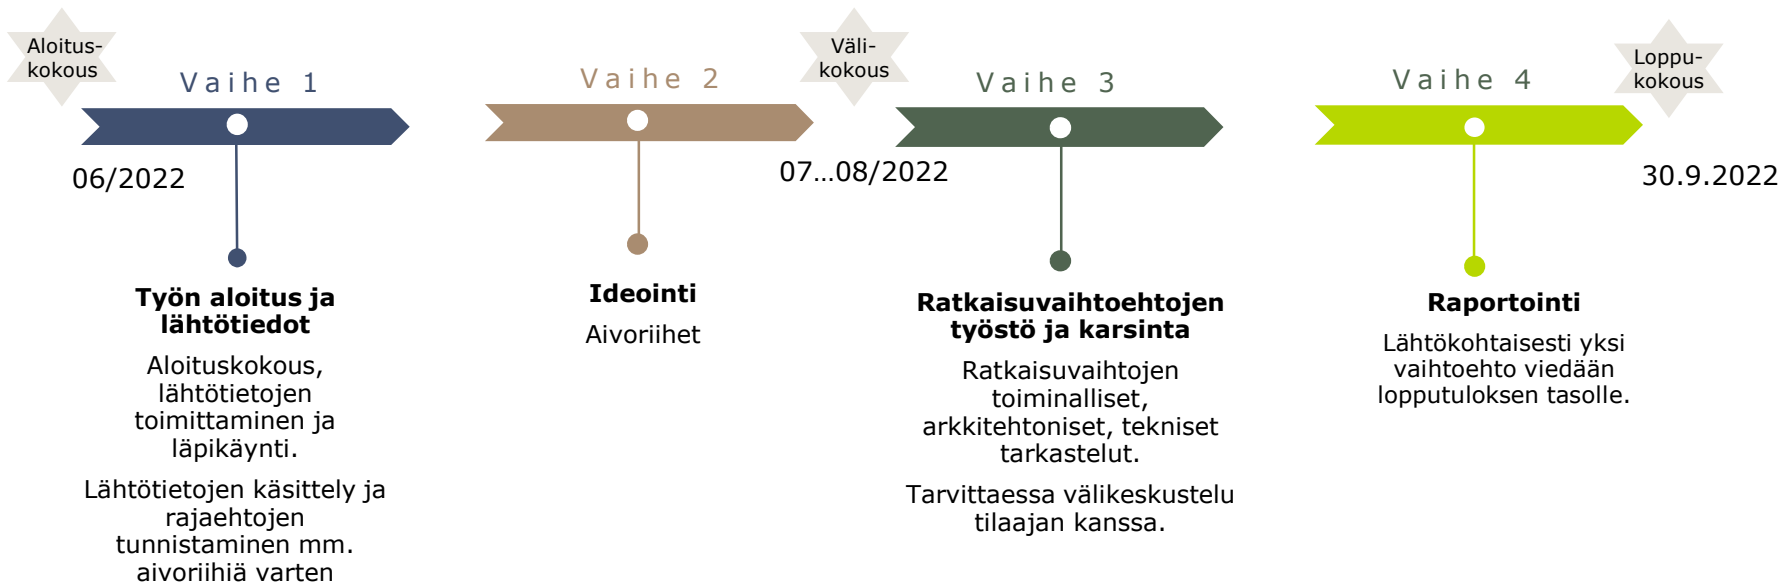 Aloitus-
kokous
Vaihe 1
06/2022
Työn aloitus ja
lähtötiedot
Aloituskokous,
lähtötietojen
toimittaminen ja
läpikäynti.
Lähtötietojen käsittely ja
rajaehtojen
tunnistaminen mm.
aivoriihiä varten
Vaihe 2
Ideointi
Aivoriihet
Väli-
kokous
07...08/2022
Vaihe 3
Ratkaisuvaihtoehtojen
työstö ja karsinta
Ratkaisuvaihtojen
toiminalliset,
arkkitehtoniset, tekniset
tarkastelut.
Tarvittaessa välikeskustelu
tilaajan kanssa.
Vaihe 4
Raportointi
Lähtökohtaisesti yksi
vaihtoehto viedään
lopputuloksen tasolle.
Loppu-
kokous
30.9.2022